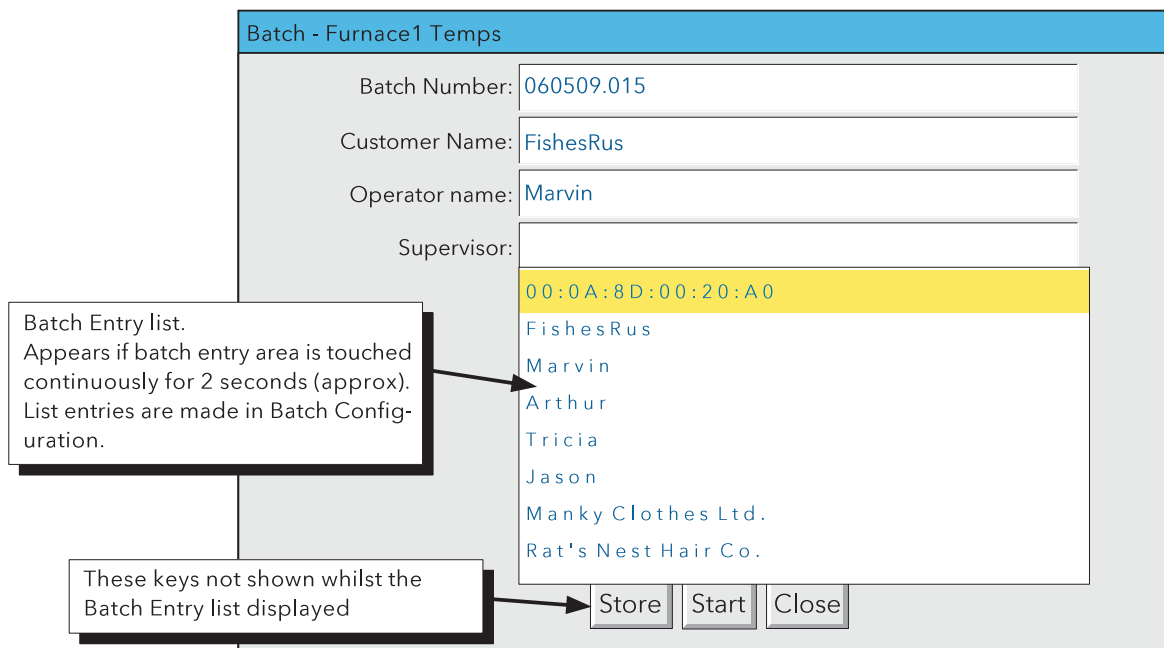 Batch - Furnace1 Temps
Batch Number: 060509.015
Customer Name: FishesRus
Operator name: Marvin
Supervisor:
00:0A:8D:00:20:A0
FishesRus
Marvin
Arthur
Tricia
Jason
Manky Clothes Ltd.
Rat's Nest Hair Co.
Batch Entry list.
Appears if batch entry area is touched
continuously for 2 seconds (approx).
List entries are made in Batch Config-
uration.
These keys not shown whilst the
Batch Entry list displayed
Store Start Close